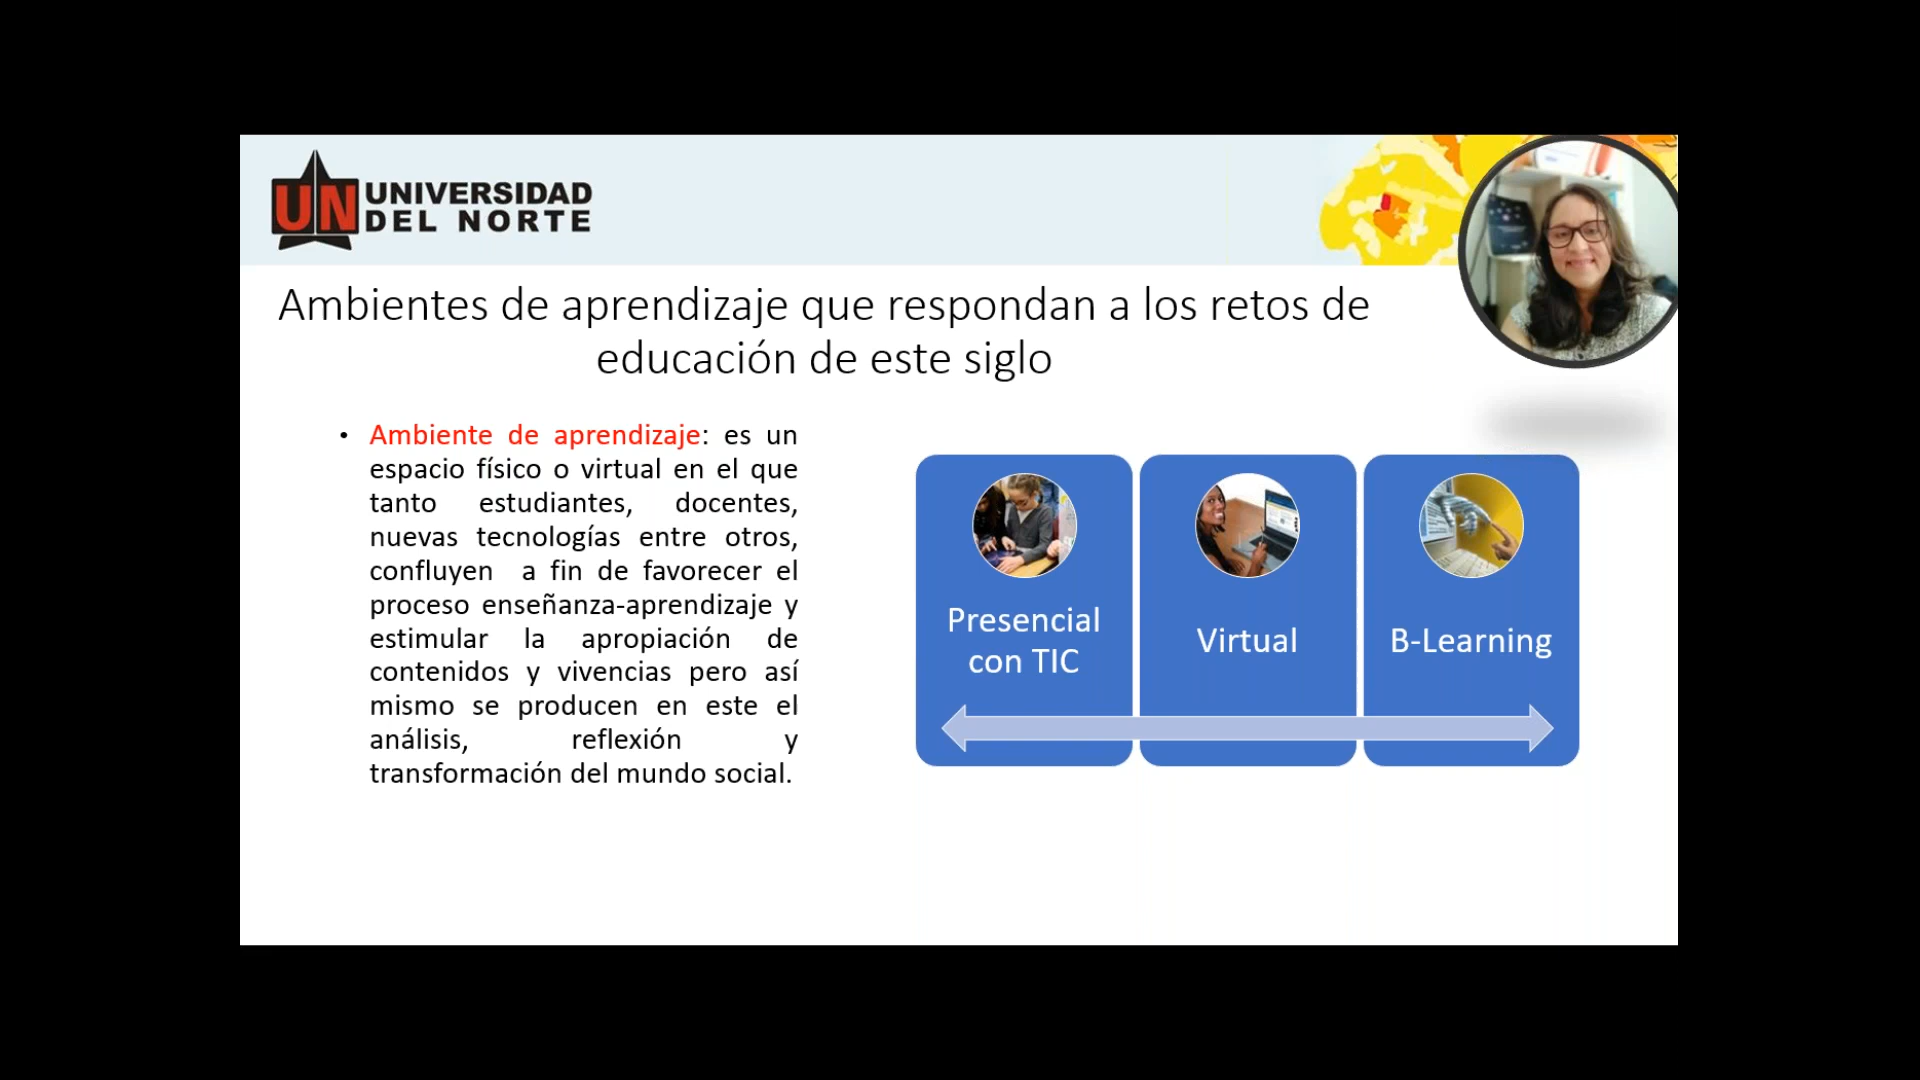 UN UNIVERSIDAD
DEL NORTE
Ambientes de aprendizaje que respondan a los retos de
educación de este siglo
• Ambiente de aprendizaje: es un
espacio físico o virtual en el que
tanto estudiantes, docentes,
nuevas tecnologías entre otros,
confluyen a fin de favorecer el
proceso enseñanza-aprendizaje y
estimular la apropiación de
contenidos y vivencias pero así
mismo se producen en este el
análisis, reflexión y
transformación del mundo social.
Presencial
con TIC
Virtual
B-Learning